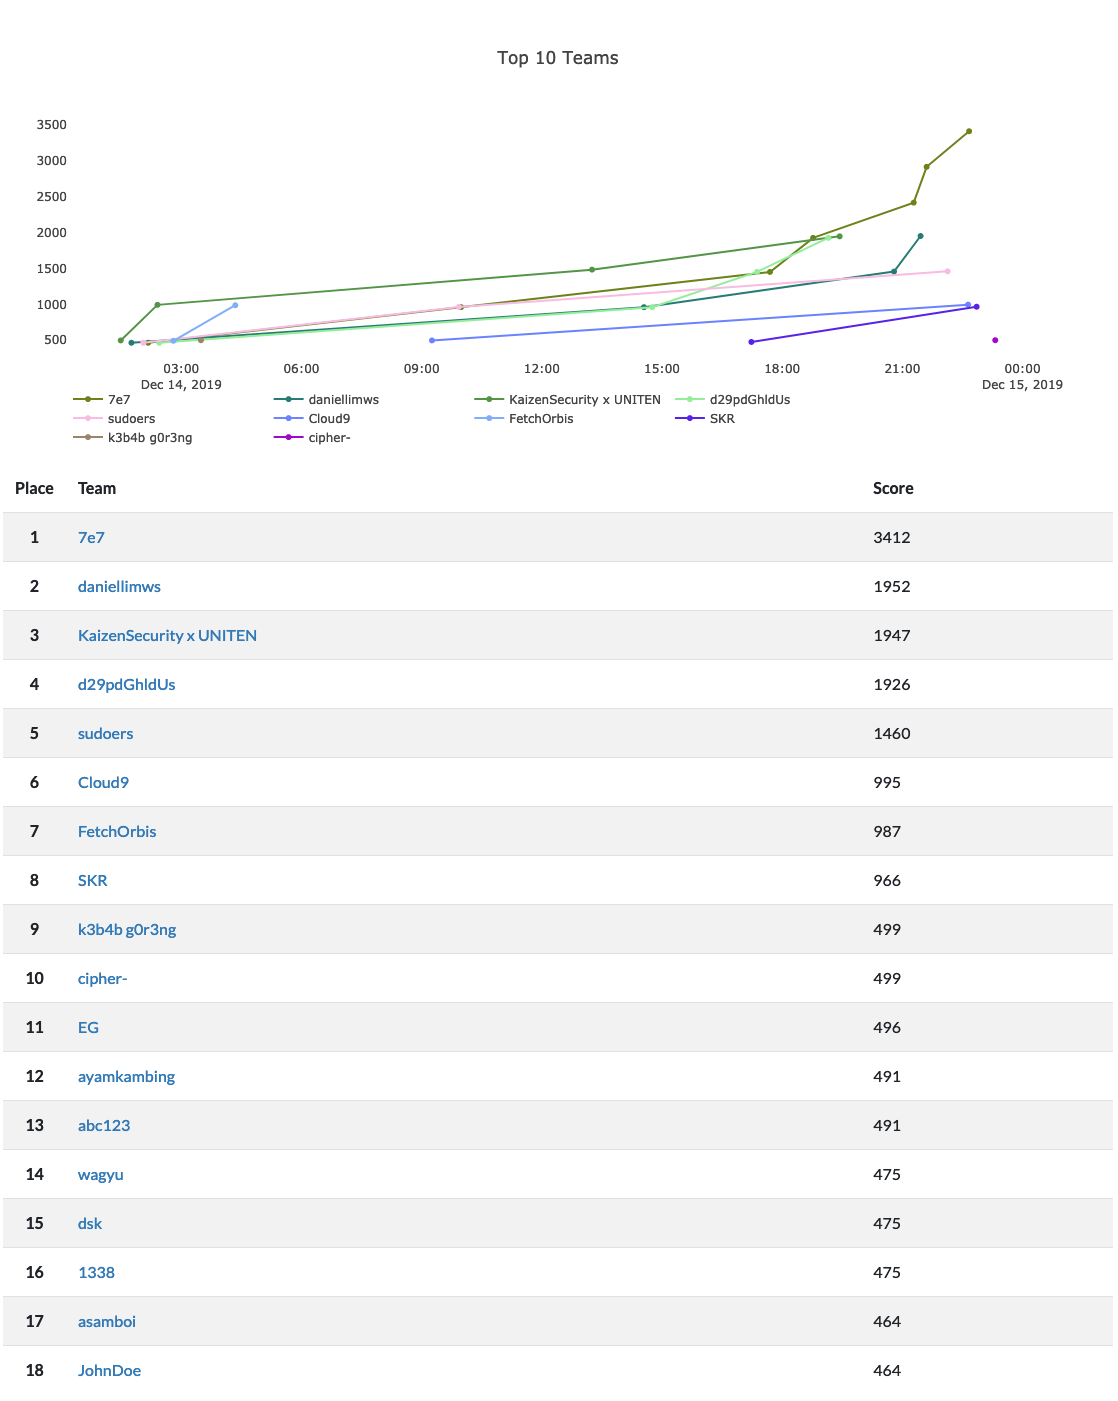 Top 10 Teams
3500
3000
2500
2000
1500
1000
500
03:00 06:00 09:00 12:00 15:00 18:00 21:00 00:00
Dec 14, 2019 Dec 15, 2019
7e7 daniellimws KaizenSecurity x UNITEN d29pdGhldUs
sudoers Cloud9 FetchOrbis SKR
k3b4b g0r3ng cipher-
Place Team Score
1 7e7 3412
2 daniellimws 1952
3 KaizenSecurity x UNITEN 1947
4 d29pdGhldUs 1926
5 sudoers 1460
6 Cloud9 995
7 FetchOrbis 987
8 SKR 966
9 k3b4b g0r3ng 499
10 cipher- 499
11 EG 496
12 ayamkambing 491
13 abc123 491
14 wagyu 475
15 dsk 475
16 1338 475
17 asamboi 464
18 JohnDoe 464